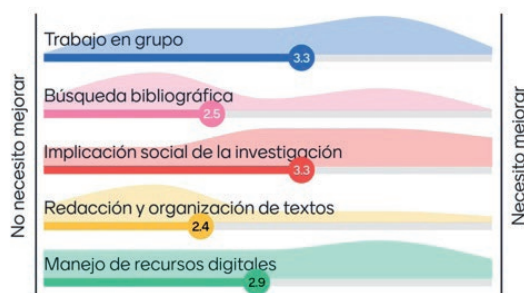 No necesito mejorar
Trabajo en grupo
3.3
Búsqueda bibliográfica
2.5
Implicación social de la investigación
3.3
Redacción y organización de textos
2.4
Manejo de recursos digitales
2.9
Necesito mejorar